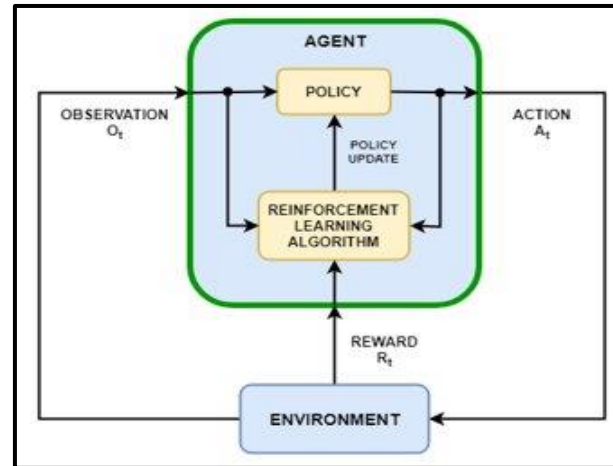 AGENT
POLICY
OBSERVATION
Oₜ
ACTION
Aₜ
POLICY
UPDATE
REINFORCEMENT
LEARNING
ALGORITHM
REWARD
Rₜ
ENVIRONMENT